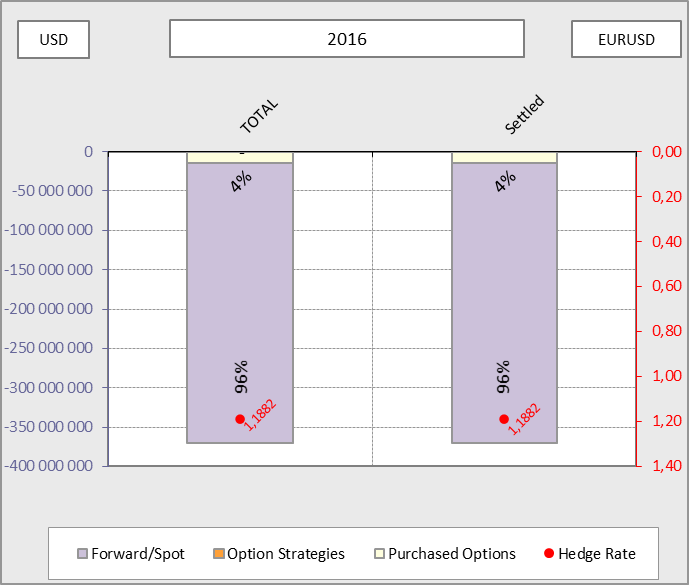 USD 2016 EURUSD
TOTAL Settled
0 0,00
-50 000 000 0,20
-100 000 000 0,40
-150 000 000 0,60
-200 000 000 0,80
-250 000 000 1,00
-300 000 000 1,20
-350 000 000 1,40
-400 000 000
-
4% 4%
96% 96%
1,1882 1,1882
Forward/Spot Option Strategies Purchased Options Hedge Rate